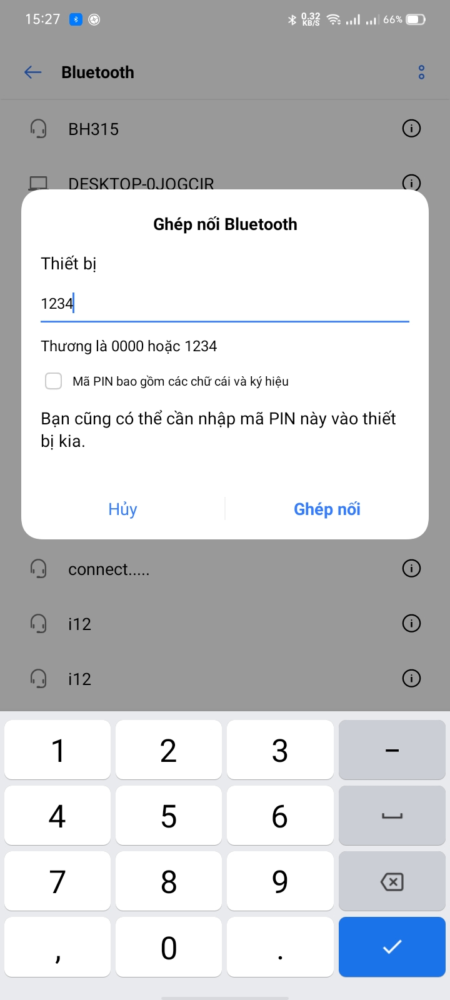 15:27 0.32 KB/S 66%
Bluetooth
BH315
DESKTOP-0JOGCIR
Ghép nối Bluetooth
Thiết bị
1234
Thương là 0000 hoặc 1234
Mã PIN bao gồm các chữ cái và ký hiệu
Bạn cũng có thể cần nhập mã PIN này vào thiết
bị kia.
Hủy Ghép nối
connect.....
i12
i12
1 2 3 –
4 5 6
7 8 9
, 0 .